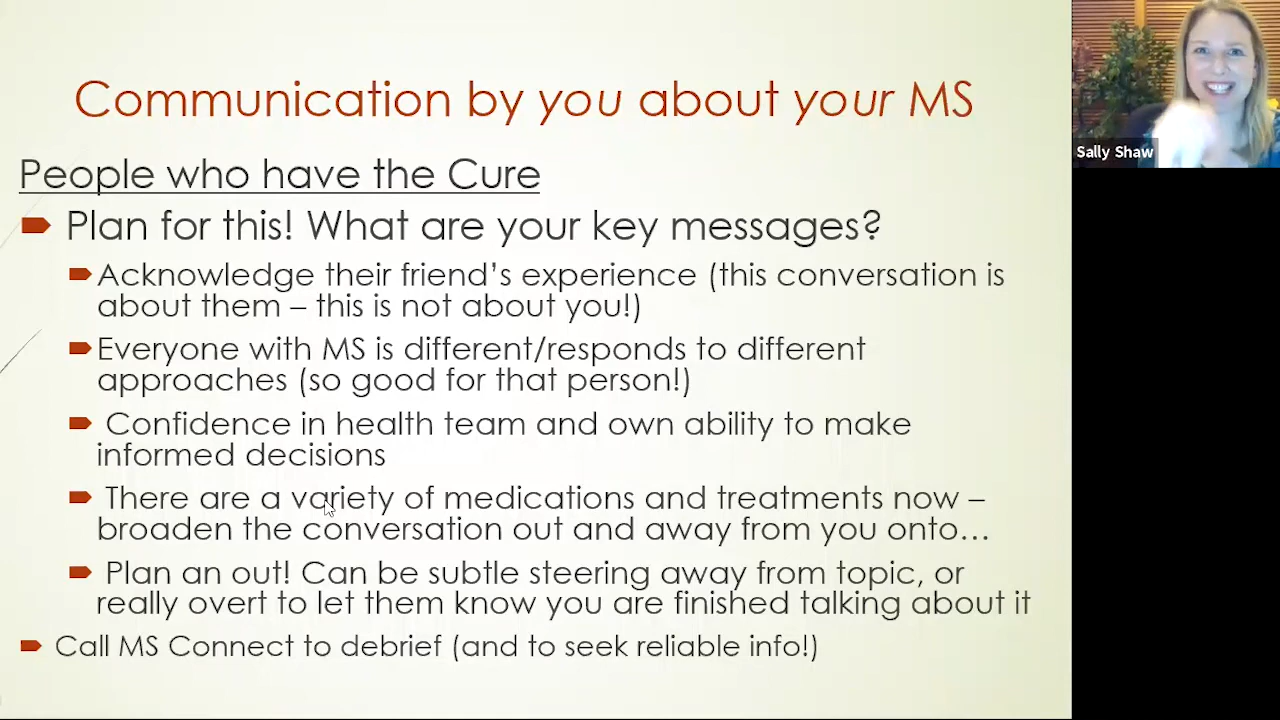 Communication by you about your MS
People who have the Cure
Plan for this! What are your key messages?
Acknowledge their friend's experience (this conversation is
about them – this is not about you!)
Everyone with MS is different/responds to different
approaches (so good for that person!)
Confidence in health team and own ability to make
informed decisions
There are a variety of medications and treatments now –
broaden the conversation out and away from you onto…
Plan an out! Can be subtle steering away from topic, or
really overt to let them know you are finished talking about it
Call MS Connect to debrief (and to seek reliable info!)
Sally Shaw